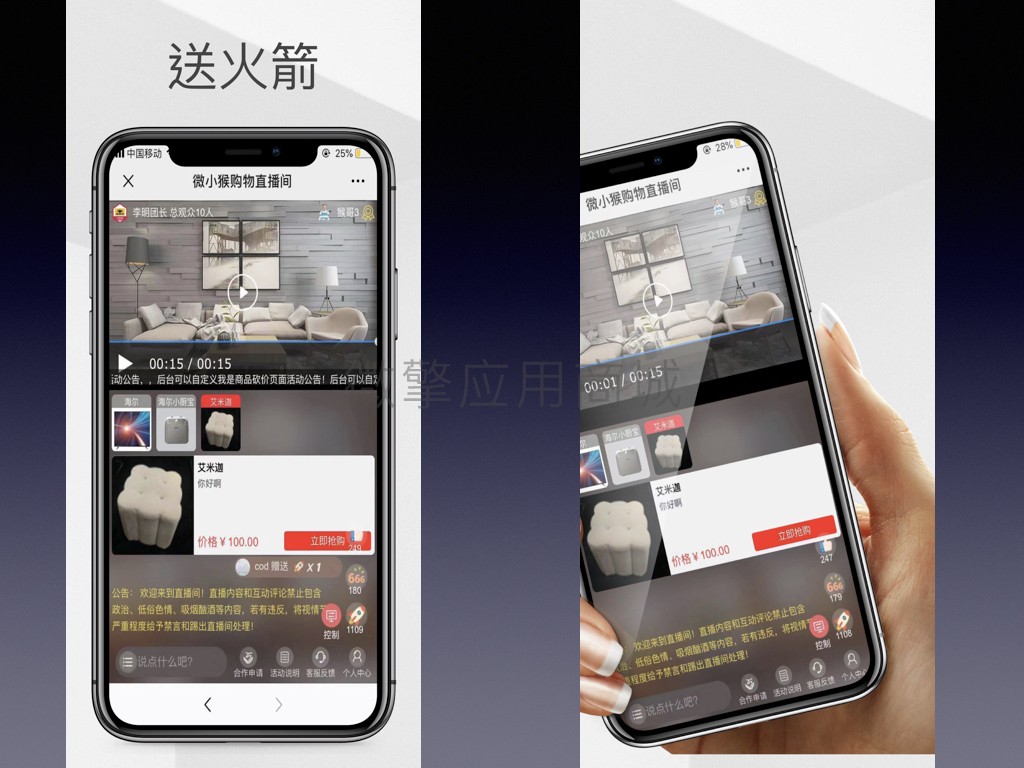 送火箭
中国移动
25%
微小猴购物直播间
李明团长 总观众10人
猴哥3
00:15 / 00:15
活动公告，，后台可以自定义我是商品砍价页面活动公告！后台可以自定
海尔
海尔小厨宝
艾米迦
艾米迦
你好啊
价格￥100.00
立即抢购
249
cod 赠送 X 1
666
180
公告： 欢迎来到直播间！直播内容和互动评论禁止包含
政治、低俗色情、吸烟酗酒等内容，若有违反，将视情节
严重程度给予禁言和踢出直播间处理！
控制
1109
说点什么呢?
合作申请
活动说明
客服反馈
个人中心
28%
微小猴购物直播间
观众10人
猴哥3
00:01 / 00:15
尔
海尔小厨宝
艾米迦
艾米迦
你好啊
价格￥100.00
立即抢购
247
666
179
欢迎来到直播间！直播内容和互动评论禁止包含
治、低俗色情、吸烟酗酒等内容，若有违反，将视情节
重程度给予禁言和踢出直播间处理！
控制
1108
说点什么呢?
合作申请
活动说明
客服反馈
个人中心
微擎应用商城